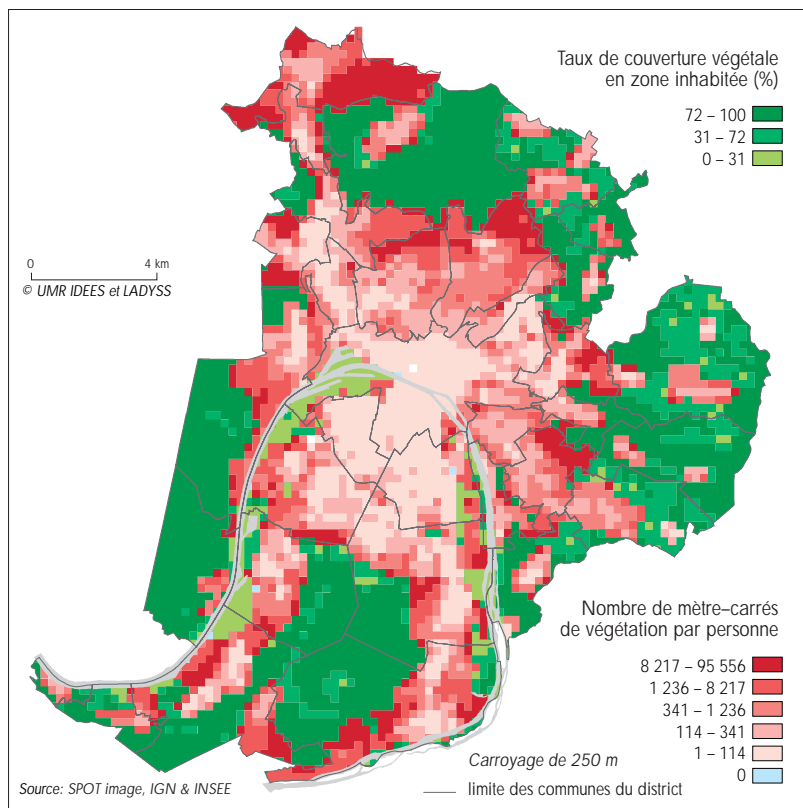 Taux de couverture végétale
en zone inhabitée (%)
72 – 100
31 – 72
0 – 31
0 4 km
© UMR IDEES et LADYSS
Nombre de mètre–carrés
de végétation par personne
8 217 – 95 556
1 236 – 8 217
341 – 1 236
114 – 341
1 – 114
0
Carroyage de 250 m
Source: SPOT image, IGN & INSEE
limite des communes du district